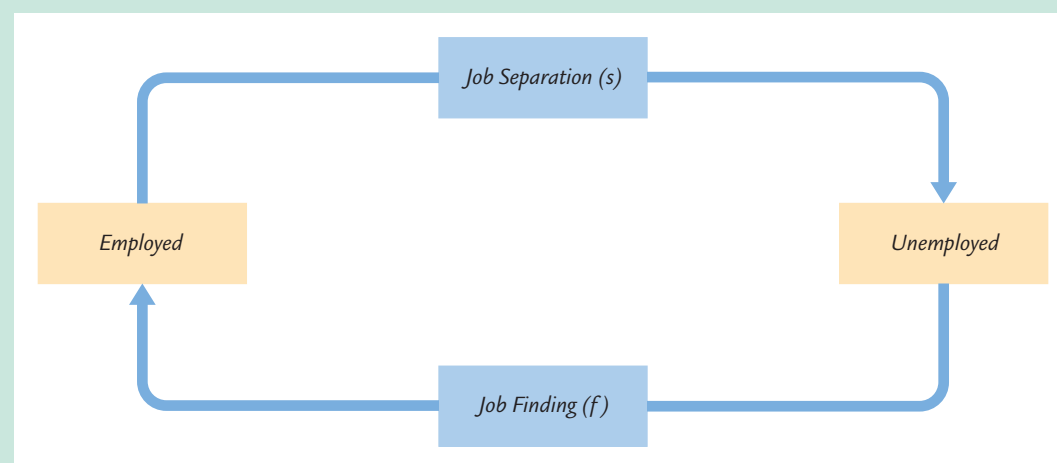 Job Separation (s)
Employed
Unemployed
Job Finding (f)